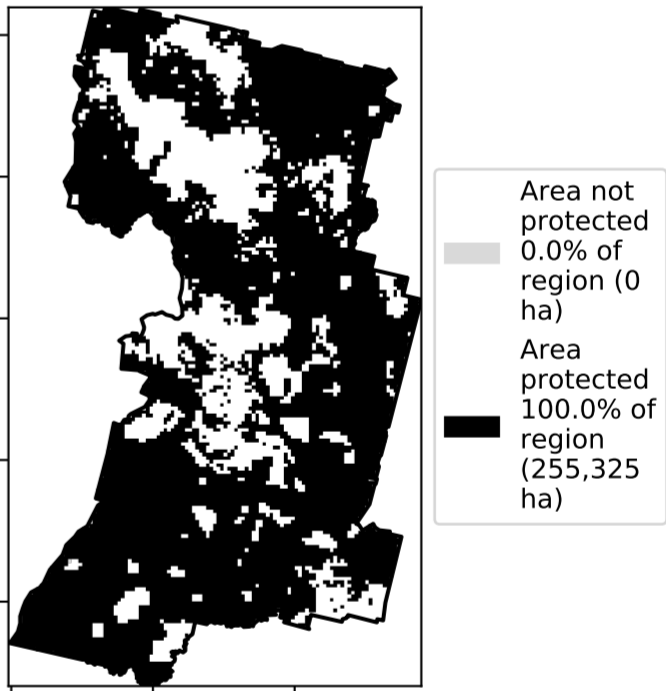 Area not
protected
0.0% of
region (0
ha)
Area
protected
100.0% of
region
(255,325
ha)